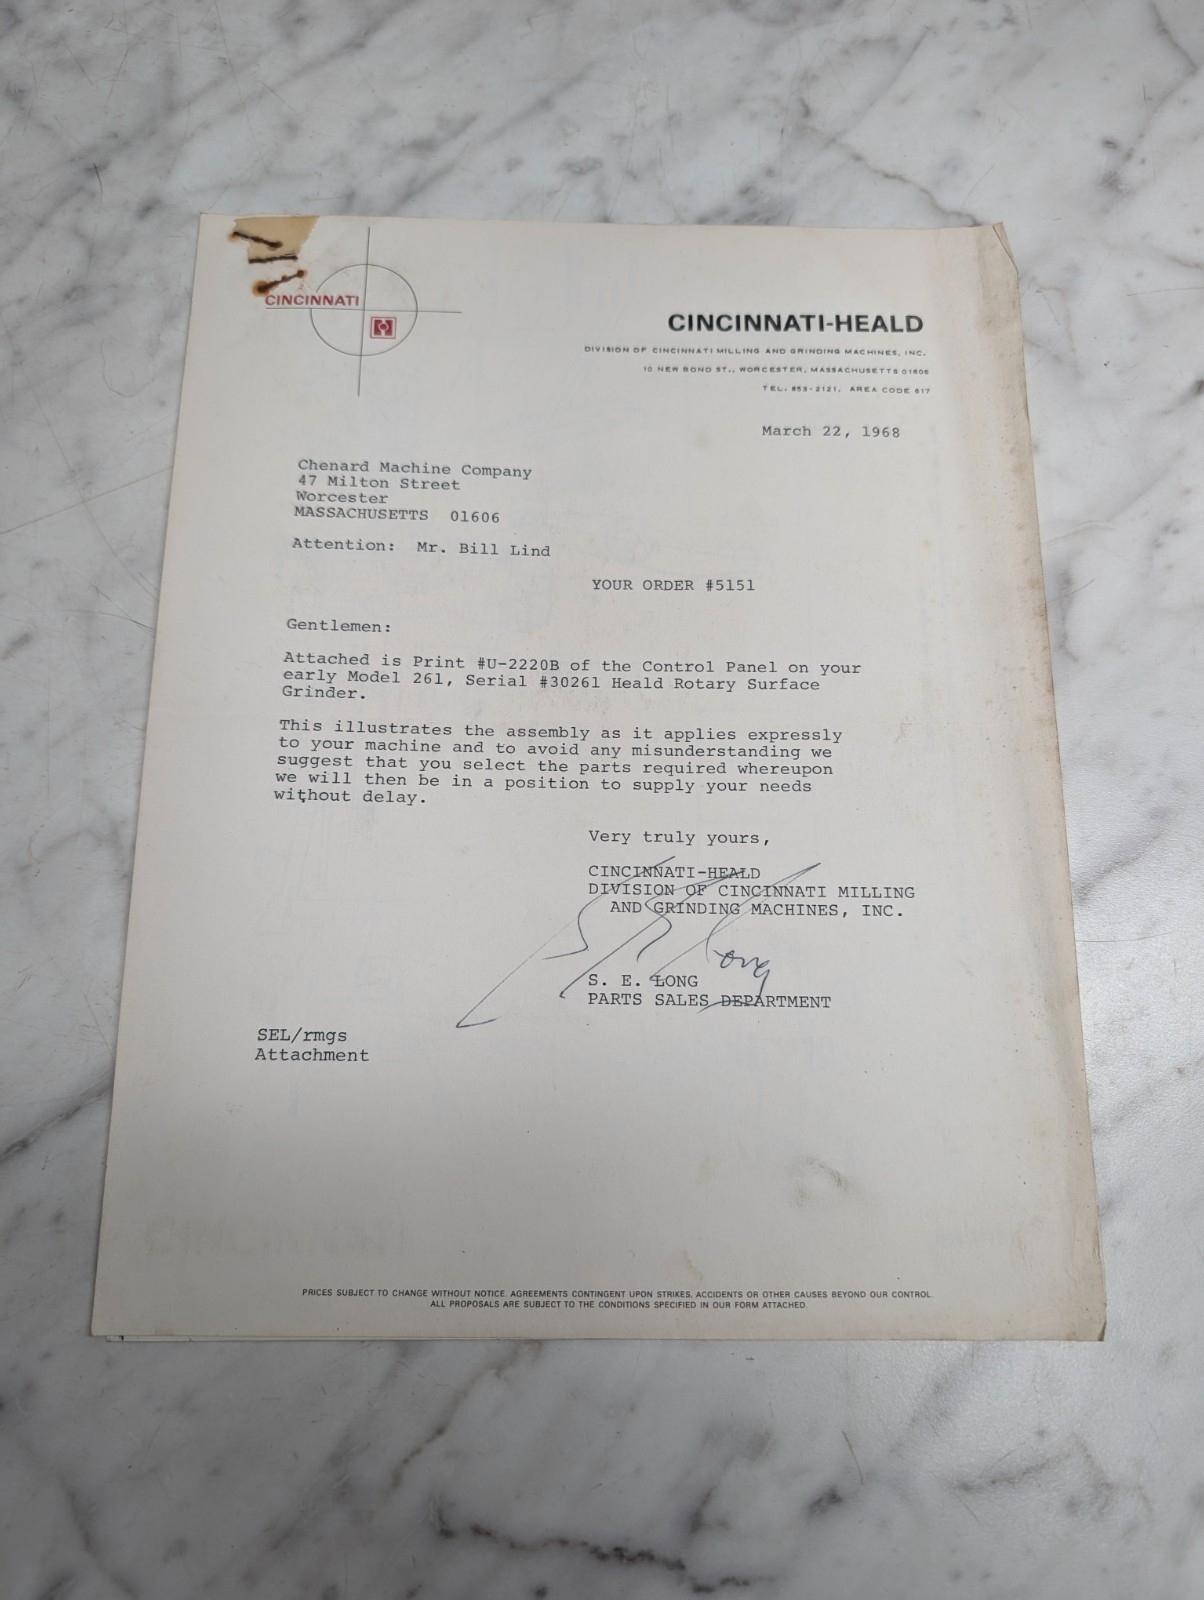 CINCINNATI
CINCINNATI-HEALD
DIVISION OF CINCINNATI MILLING AND GRINDING MACHINES, INC.
10 NEW BOND ST., WORCESTER, MASSACHUSETTS 01606
TEL. 853-2121, AREA CODE 617
March 22, 1968
Chenard Machine Company
47 Milton Street
Worcester
MASSACHUSETTS 01606
Attention: Mr. Bill Lind
YOUR ORDER #5151
Gentlemen:
Attached is Print #U-2220B of the Control Panel on your
early Model 261, Serial #30261 Heald Rotary Surface
Grinder.
This illustrates the assembly as it applies expressly
to your machine and to avoid any misunderstanding we
suggest that you select the parts required whereupon
we will then be in a position to supply your needs
without delay.
Very truly yours,
CINCINNATI-HEALD
DIVISION OF CINCINNATI MILLING
AND GRINDING MACHINES, INC.
S E Long
S. E. LONG
PARTS SALES DEPARTMENT
SEL/rmgs
Attachment
PRICES SUBJECT TO CHANGE WITHOUT NOTICE. AGREEMENTS CONTINGENT UPON STRIKES, ACCIDENTS OR OTHER CAUSES BEYOND OUR CONTROL.
ALL PROPOSALS ARE SUBJECT TO THE CONDITIONS SPECIFIED IN OUR FORM ATTACHED.